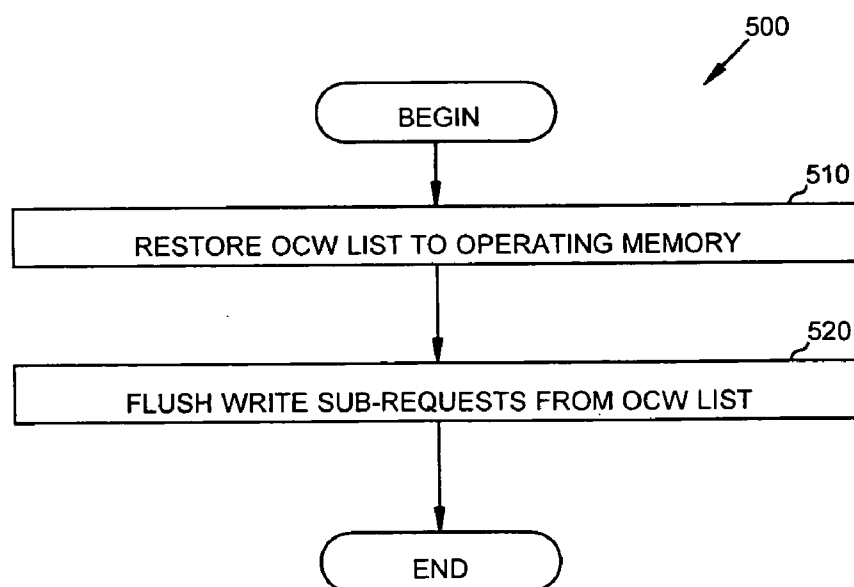 500
BEGIN
510
RESTORE OCW LIST TO OPERATING MEMORY
520
FLUSH WRITE SUB-REQUESTS FROM OCW LIST
END